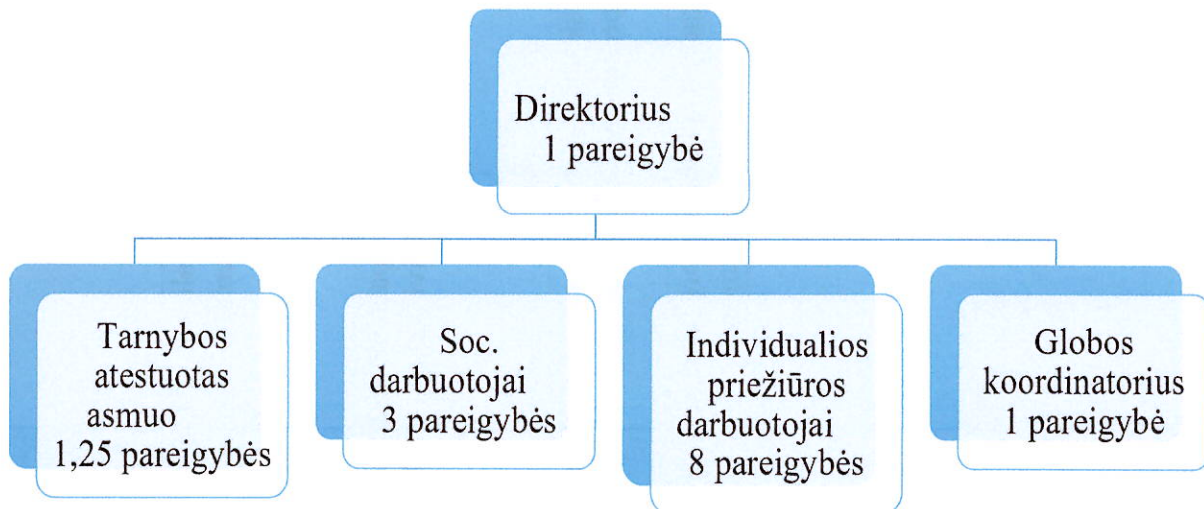 Direktorius
1 pareigybė
Tarnybos
atestuotas
asmuo
1,25 pareigybės
Soc.
darbuotojai
3 pareigybės
Individualios
priežiūros
darbuotojai
8 pareigybės
Globos
koordinatorius
1 pareigybė